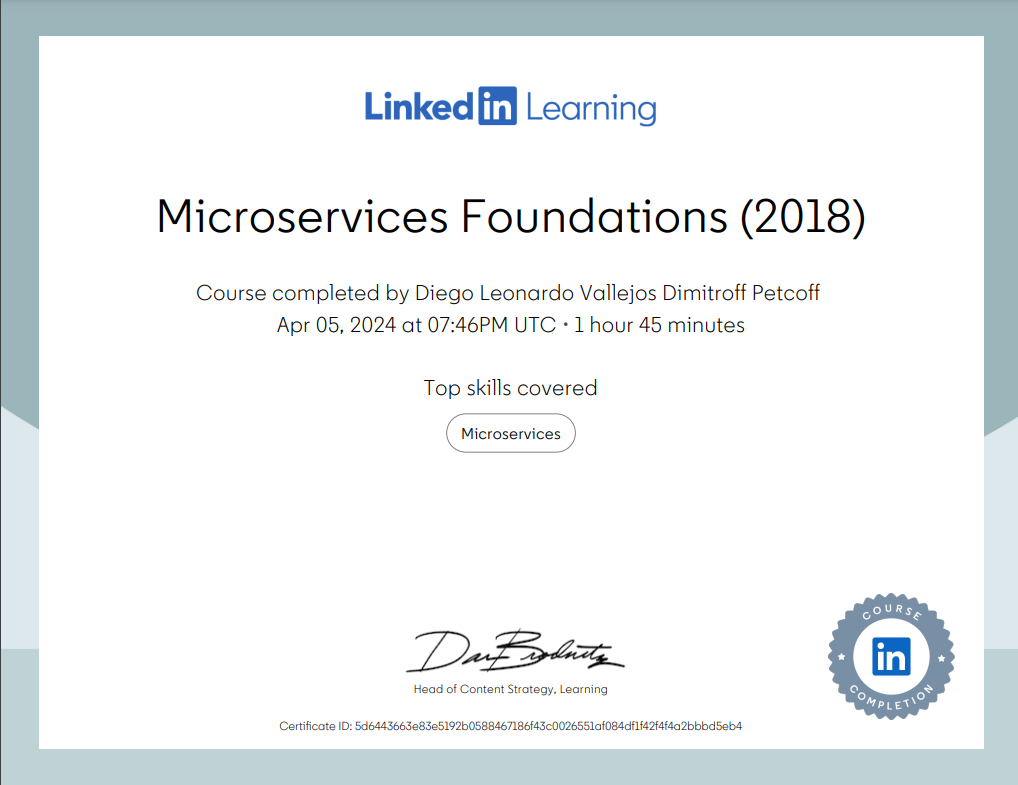 LinkedIn Learning
Microservices Foundations (2018)
Course completed by Diego Leonardo Vallejos Dimitroff Petcoff
Apr 05, 2024 at 07:46PM UTC • 1 hour 45 minutes
Top skills covered
Microservices
Dan Brodnitz
Head of Content Strategy, Learning
COURSE
in
COMPLETION
Certificate ID: 5d6443663e83e5192b0588467186f43c0026551af084df1f42f4f4a2bbbd5eb4